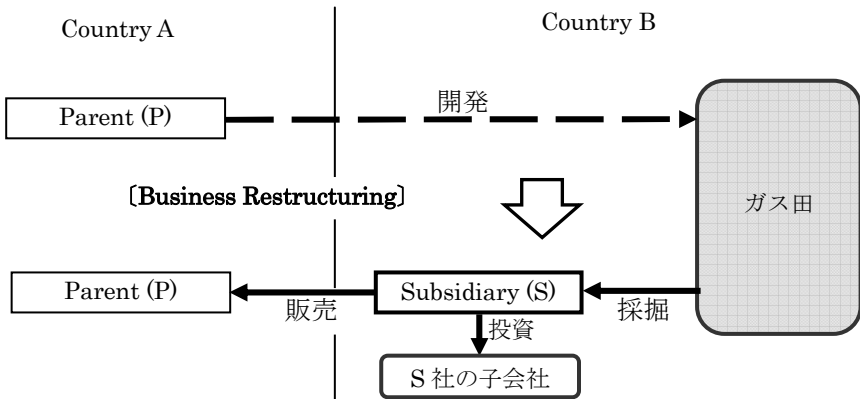 Country A
Country B
開発
Parent (P)
ガス田
〔Business Restructuring〕
Parent (P)
販売
Subsidiary (S)
採掘
投資
S 社の子会社